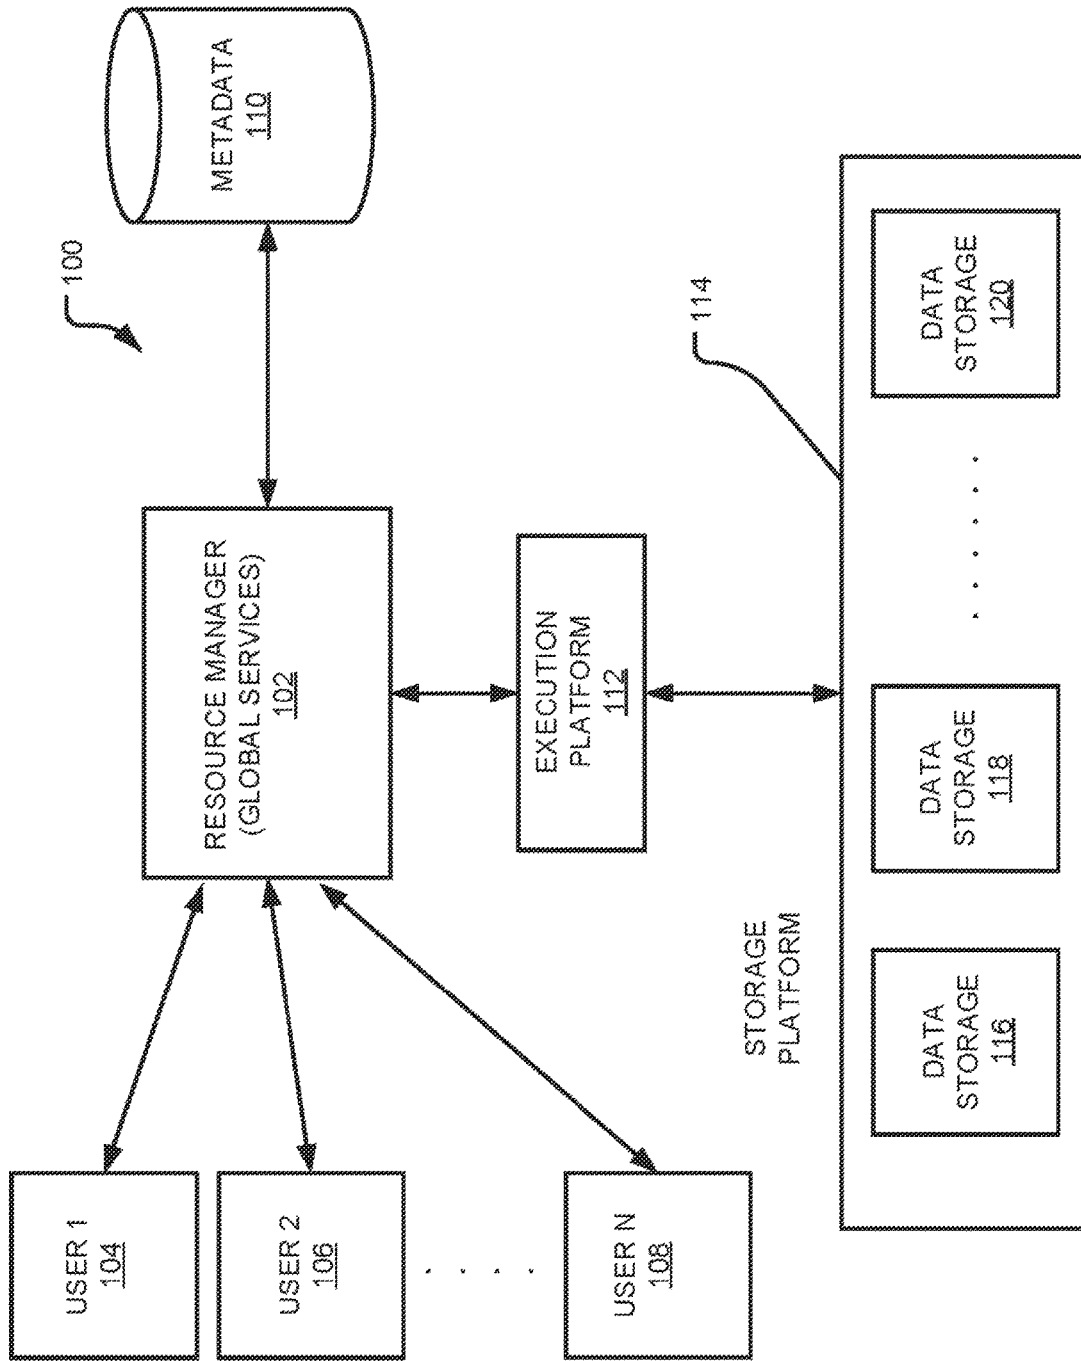 100
METADATA
110
RESOURCE MANAGER
(GLOBAL SERVICES)
102
USER 1
104
USER 2
106
USER N
108
EXECUTION
PLATFORM
112
STORAGE
PLATFORM
114
DATA
STORAGE
116
DATA
STORAGE
118
DATA
STORAGE
120